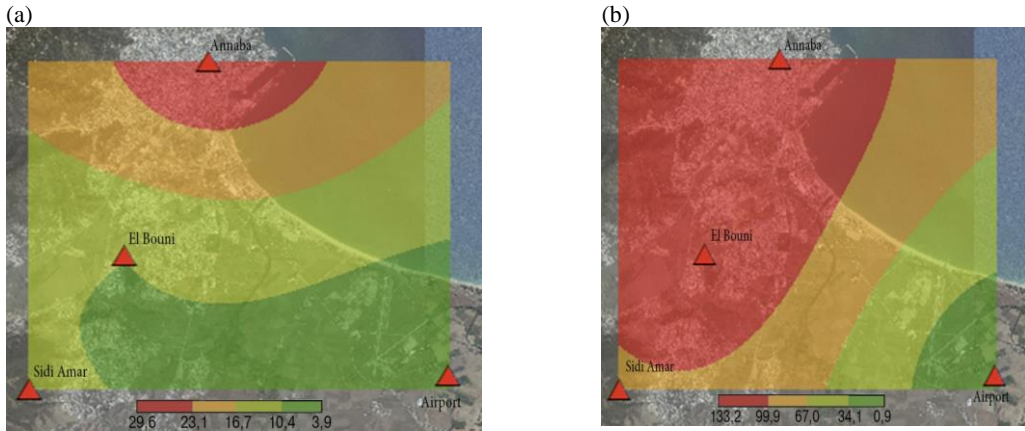 (a)
(b)
Annaba
El Bouni
Sidi Amar
Airport
29,6 23,1 16,7 10,4 3,9
Annaba
El Bouni
Sidi Amar
Airport
133,2 99,9 67,0 34,1 0,9